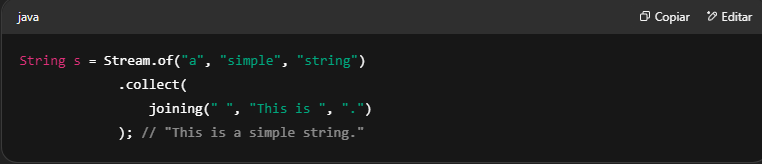 java
Copiar
Editar
String s = Stream.of("a", "simple", "string")
.collect(
joining(" ", "This is ", ".")
); // "This is a simple string."